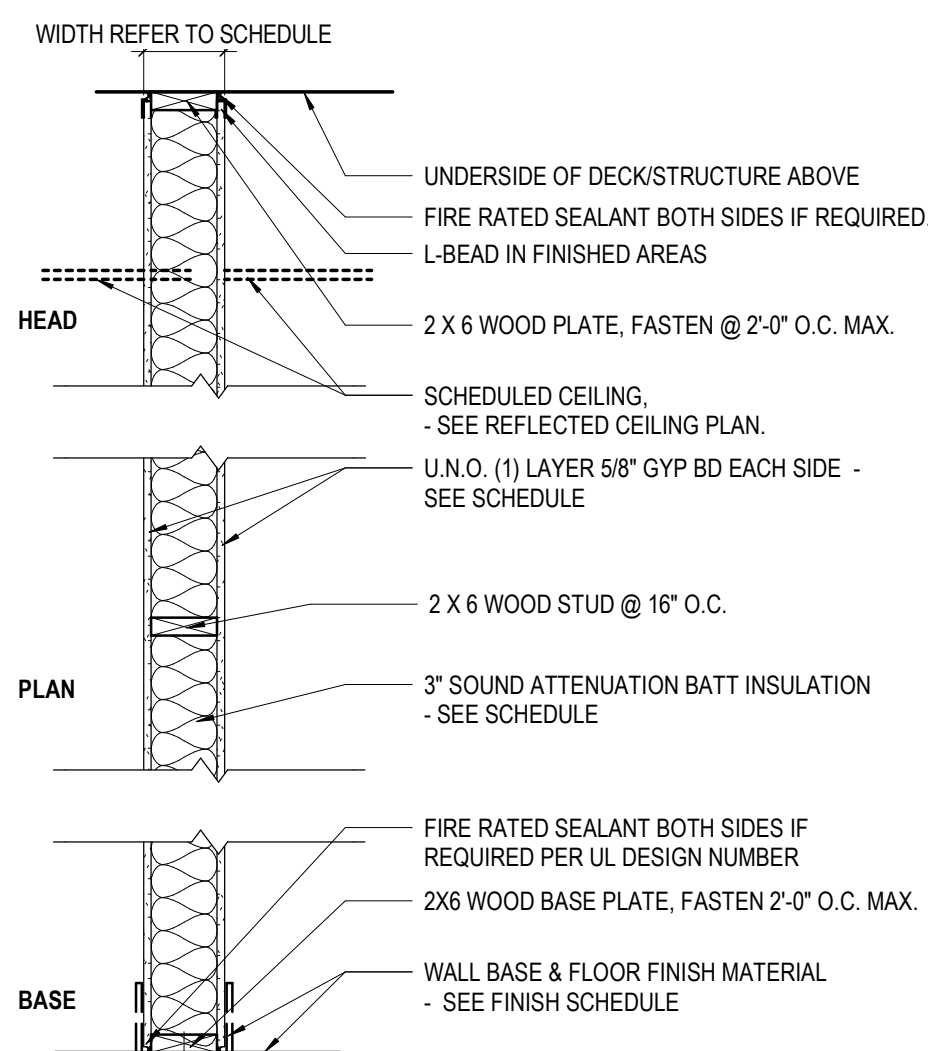 WIDTH REFER TO SCHEDULE
UNDERSIDE OF DECK/STRUCTURE ABOVE
FIRE RATED SEALANT BOTH SIDES IF REQUIRED.
L-BEAD IN FINISHED AREAS
HEAD
2 X 6 WOOD PLATE, FASTEN @ 2'-0" O.C. MAX.
SCHEDULED CEILING,
- SEE REFLECTED CEILING PLAN.
U.N.O. (1) LAYER 5/8" GYP BD EACH SIDE -
SEE SCHEDULE
2 X 6 WOOD STUD @ 16" O.C.
PLAN
3" SOUND ATTENUATION BATT INSULATION
- SEE SCHEDULE
FIRE RATED SEALANT BOTH SIDES IF
REQUIRED PER UL DESIGN NUMBER
2X6 WOOD BASE PLATE, FASTEN 2'-0" O.C. MAX.
BASE
WALL BASE & FLOOR FINISH MATERIAL
- SEE FINISH SCHEDULE